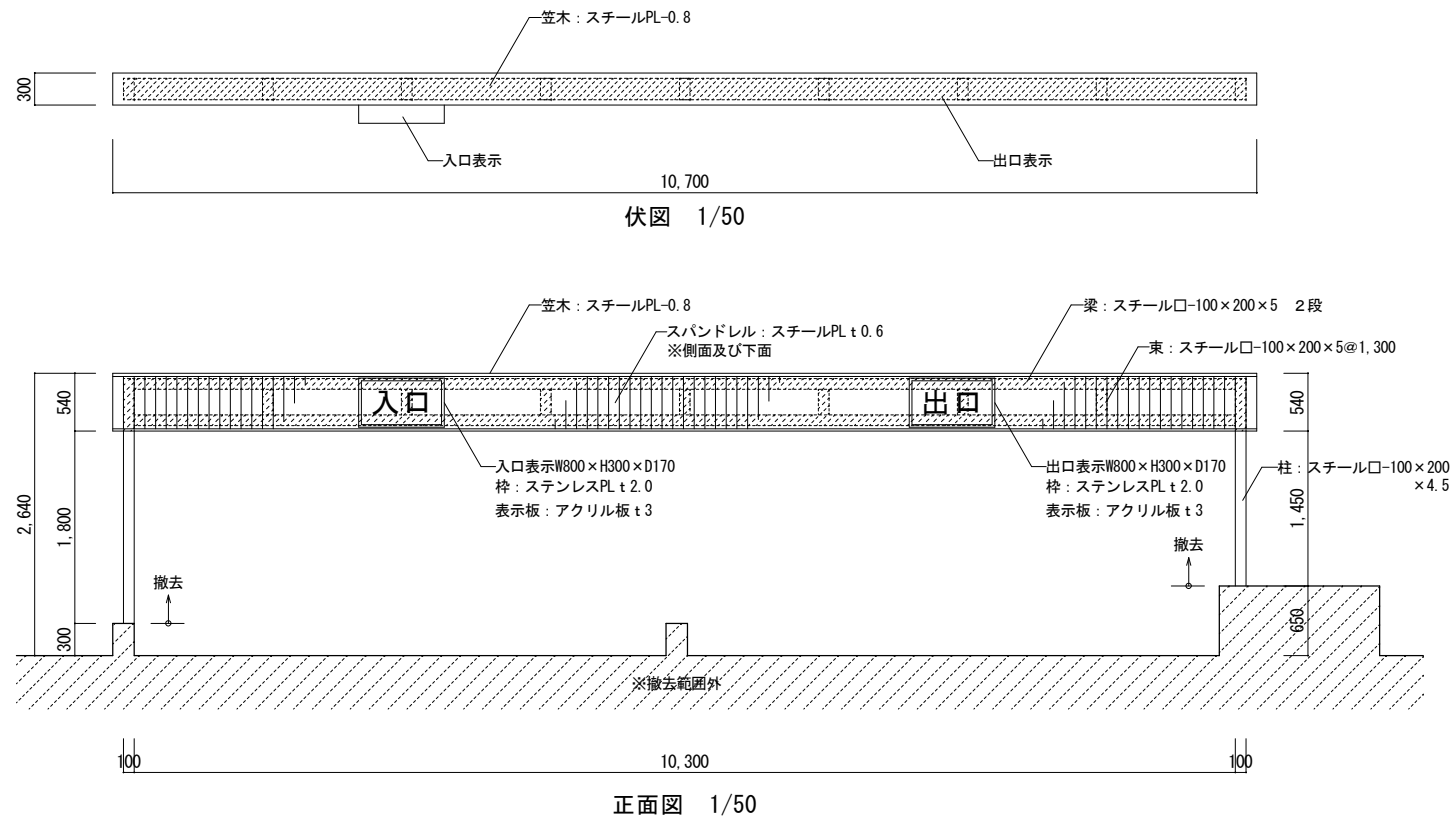 笠木：スチールPL-0.8
300
入口表示
出口表示
10,700
伏図　1/50
笠木：スチールPL-0.8
スパンドレル：スチールPLｔ0.6
※側面及び下面
梁：スチール口-100×200×5　２段
束：スチール口-100×200×5@1,300
540
入口
出口
540
入口表示W800×H300×D170
枠：ステンレスPLｔ2.0
表示板：アクリル板ｔ3
出口表示W800×H300×D170
枠：ステンレスPLｔ2.0
表示板：アクリル板ｔ3
柱：スチール口-100×200
×4.5
2,640
1,800
1,450
撤去
撤去
300
650
※撤去範囲外
100
10,300
100
正面図　1/50